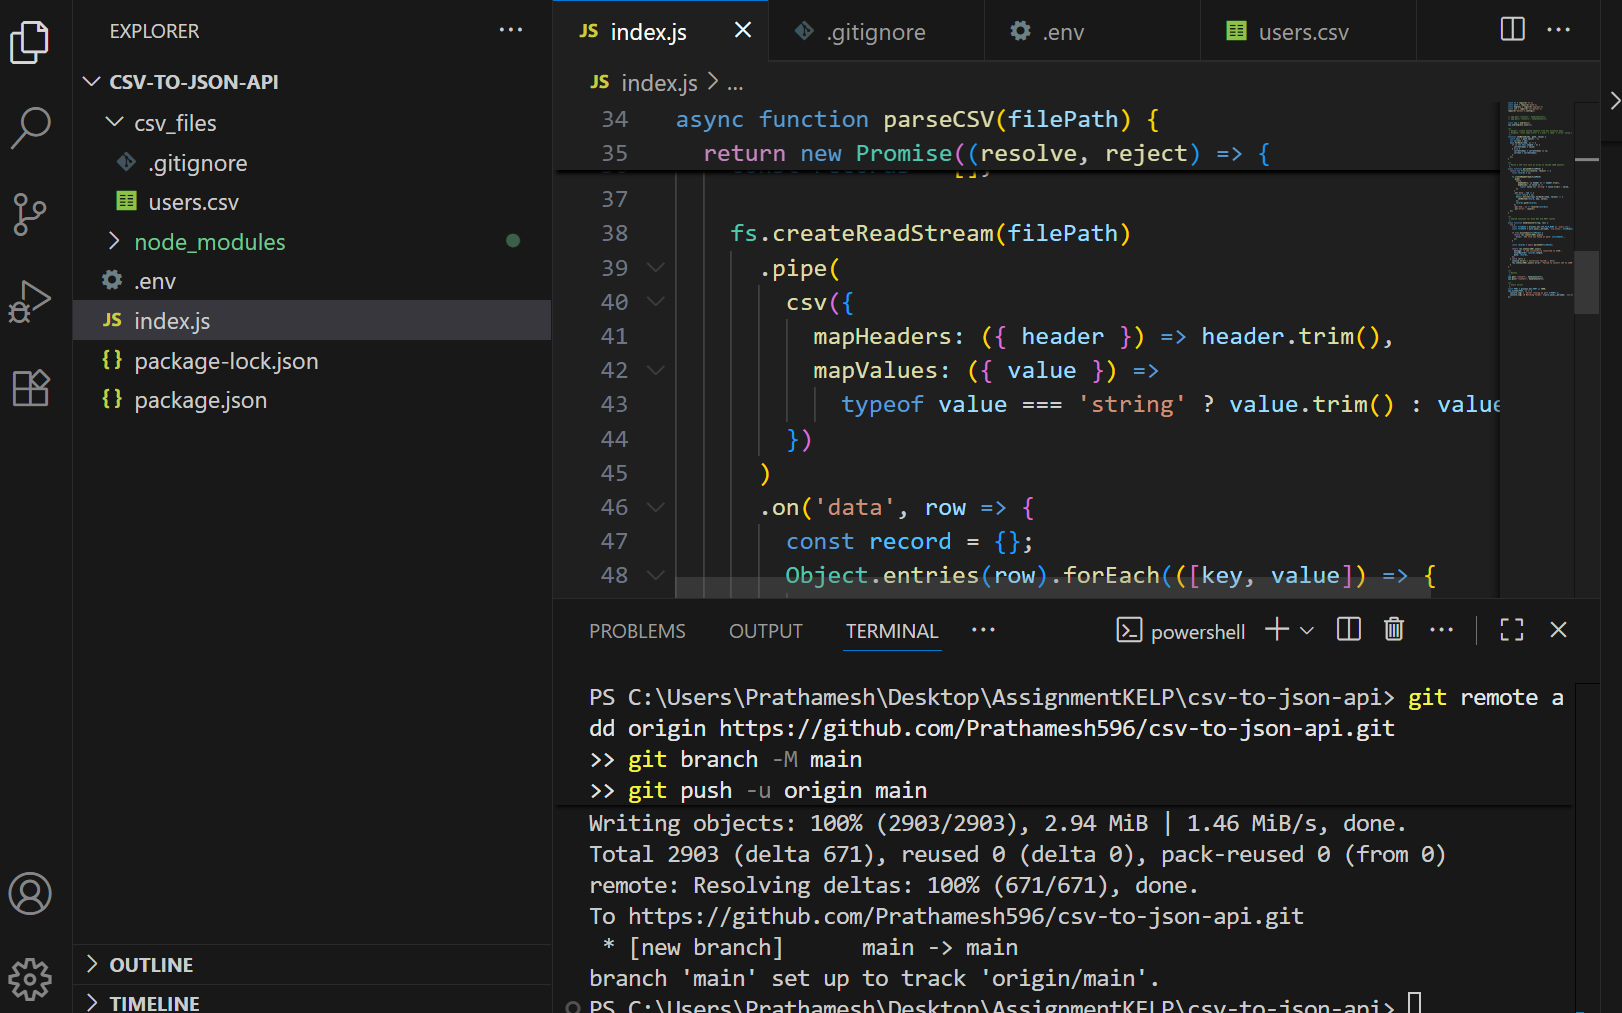 EXPLORER
CSV-TO-JSON-API
csv_files
.gitignore
users.csv
node_modules
.env
JS index.js
{} package-lock.json
{} package.json
OUTLINE
TIMELINE
JS index.js
.gitignore
.env
users.csv
JS index.js > ...
34 async function parseCSV(filePath) {
35 return new Promise((resolve, reject) => {
37
38 fs.createReadStream(filePath)
39 .pipe(
40 csv({
41 mapHeaders: ({ header }) => header.trim(),
42 mapValues: ({ value }) =>
43 typeof value === 'string' ? value.trim() : value
44 })
45 )
46 .on('data', row => {
47 const record = {};
48 Object.entries(row).forEach(([key, value]) => {
PROBLEMS OUTPUT TERMINAL ... powershell
PS C:\Users\Prathamesh\Desktop\AssignmentKELP\csv-to-json-api> git remote a
dd origin https://github.com/Prathamesh596/csv-to-json-api.git
>> git branch -M main
>> git push -u origin main
Writing objects: 100% (2903/2903), 2.94 MiB | 1.46 MiB/s, done.
Total 2903 (delta 671), reused 0 (delta 0), pack-reused 0 (from 0)
remote: Resolving deltas: 100% (671/671), done.
To https://github.com/Prathamesh596/csv-to-json-api.git
* [new branch] main -> main
branch 'main' set up to track 'origin/main'.
PS C:\Users\Prathamesh\Desktop\AssignmentKELP\csv-to-json-api>